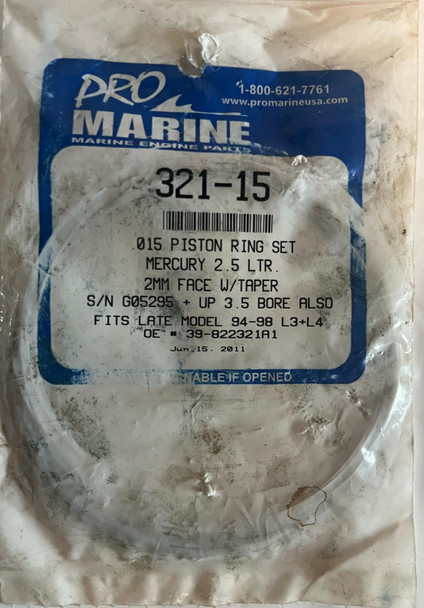 1-800-621-7761
www.promarineusa.com
PRO
MARINE
MARINE ENGINE PARTS
321-15
.015 PISTON RING SET
MERCURY 2.5 LTR.
2MM FACE W/TAPER
S/N G05295 + UP 3.5 BORE ALSO
FITS LATE MODEL 94-98 L3+L4
OE # 39-822321A1
Jun,15, 2011
IF OPENED